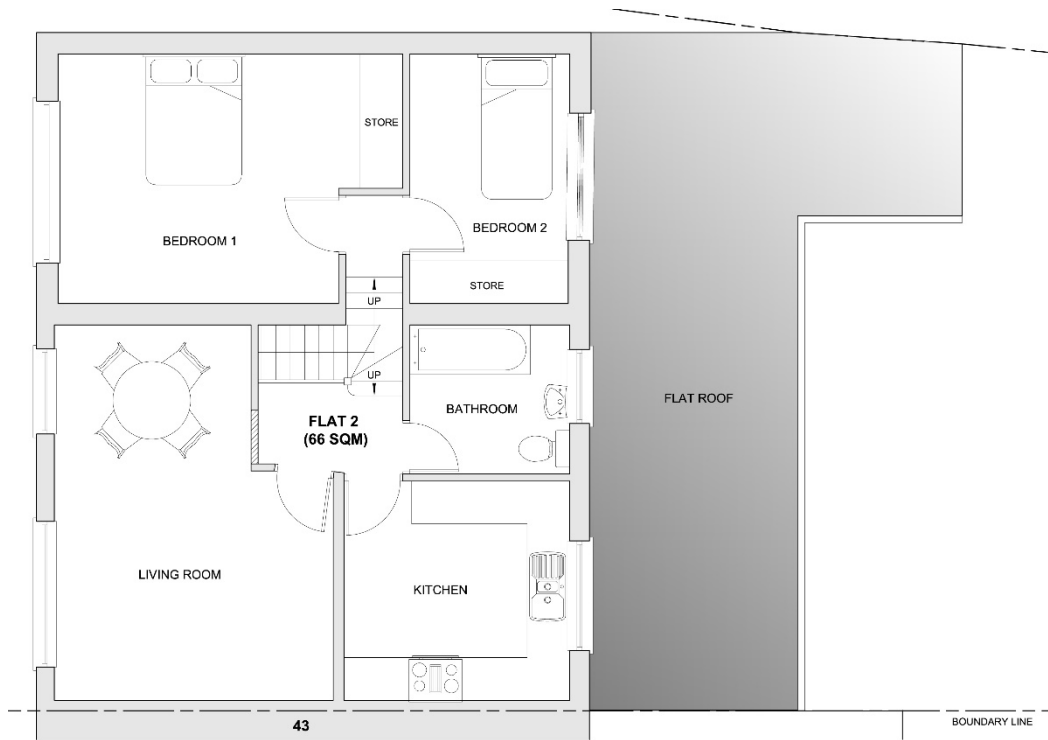 STORE
BEDROOM 1
BEDROOM 2
STORE
UP
UP
FLAT 2
(66 SQM)
BATHROOM
FLAT ROOF
LIVING ROOM
KITCHEN
43
BOUNDARY LINE